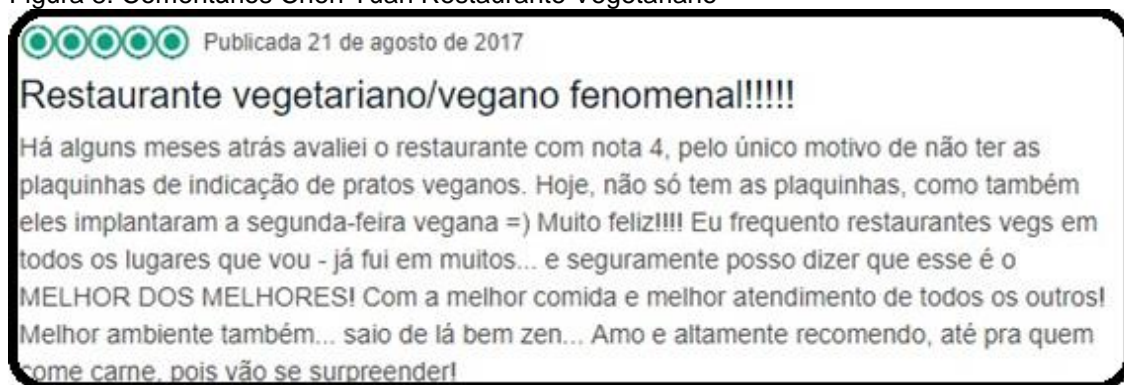 Publicada 21 de agosto de 2017
Restaurante vegetariano/vegano fenomenal!!!!!
Há alguns meses atrás avaliei o restaurante com nota 4, pelo único motivo de não ter as
plaquinhas de indicação de pratos veganos. Hoje, não só tem as plaquinhas, como também
eles implantaram a segunda-feira vegana =) Muito feliz!!!! Eu frequento restaurantes vegs em
todos os lugares que vou - já fui em muitos... e seguramente posso dizer que esse é o
MELHOR DOS MELHORES! Com a melhor comida e melhor atendimento de todos os outros!
Melhor ambiente também... saio de lá bem zen... Amo e altamente recomendo, até pra quem
come carne, pois vão se surpreender!